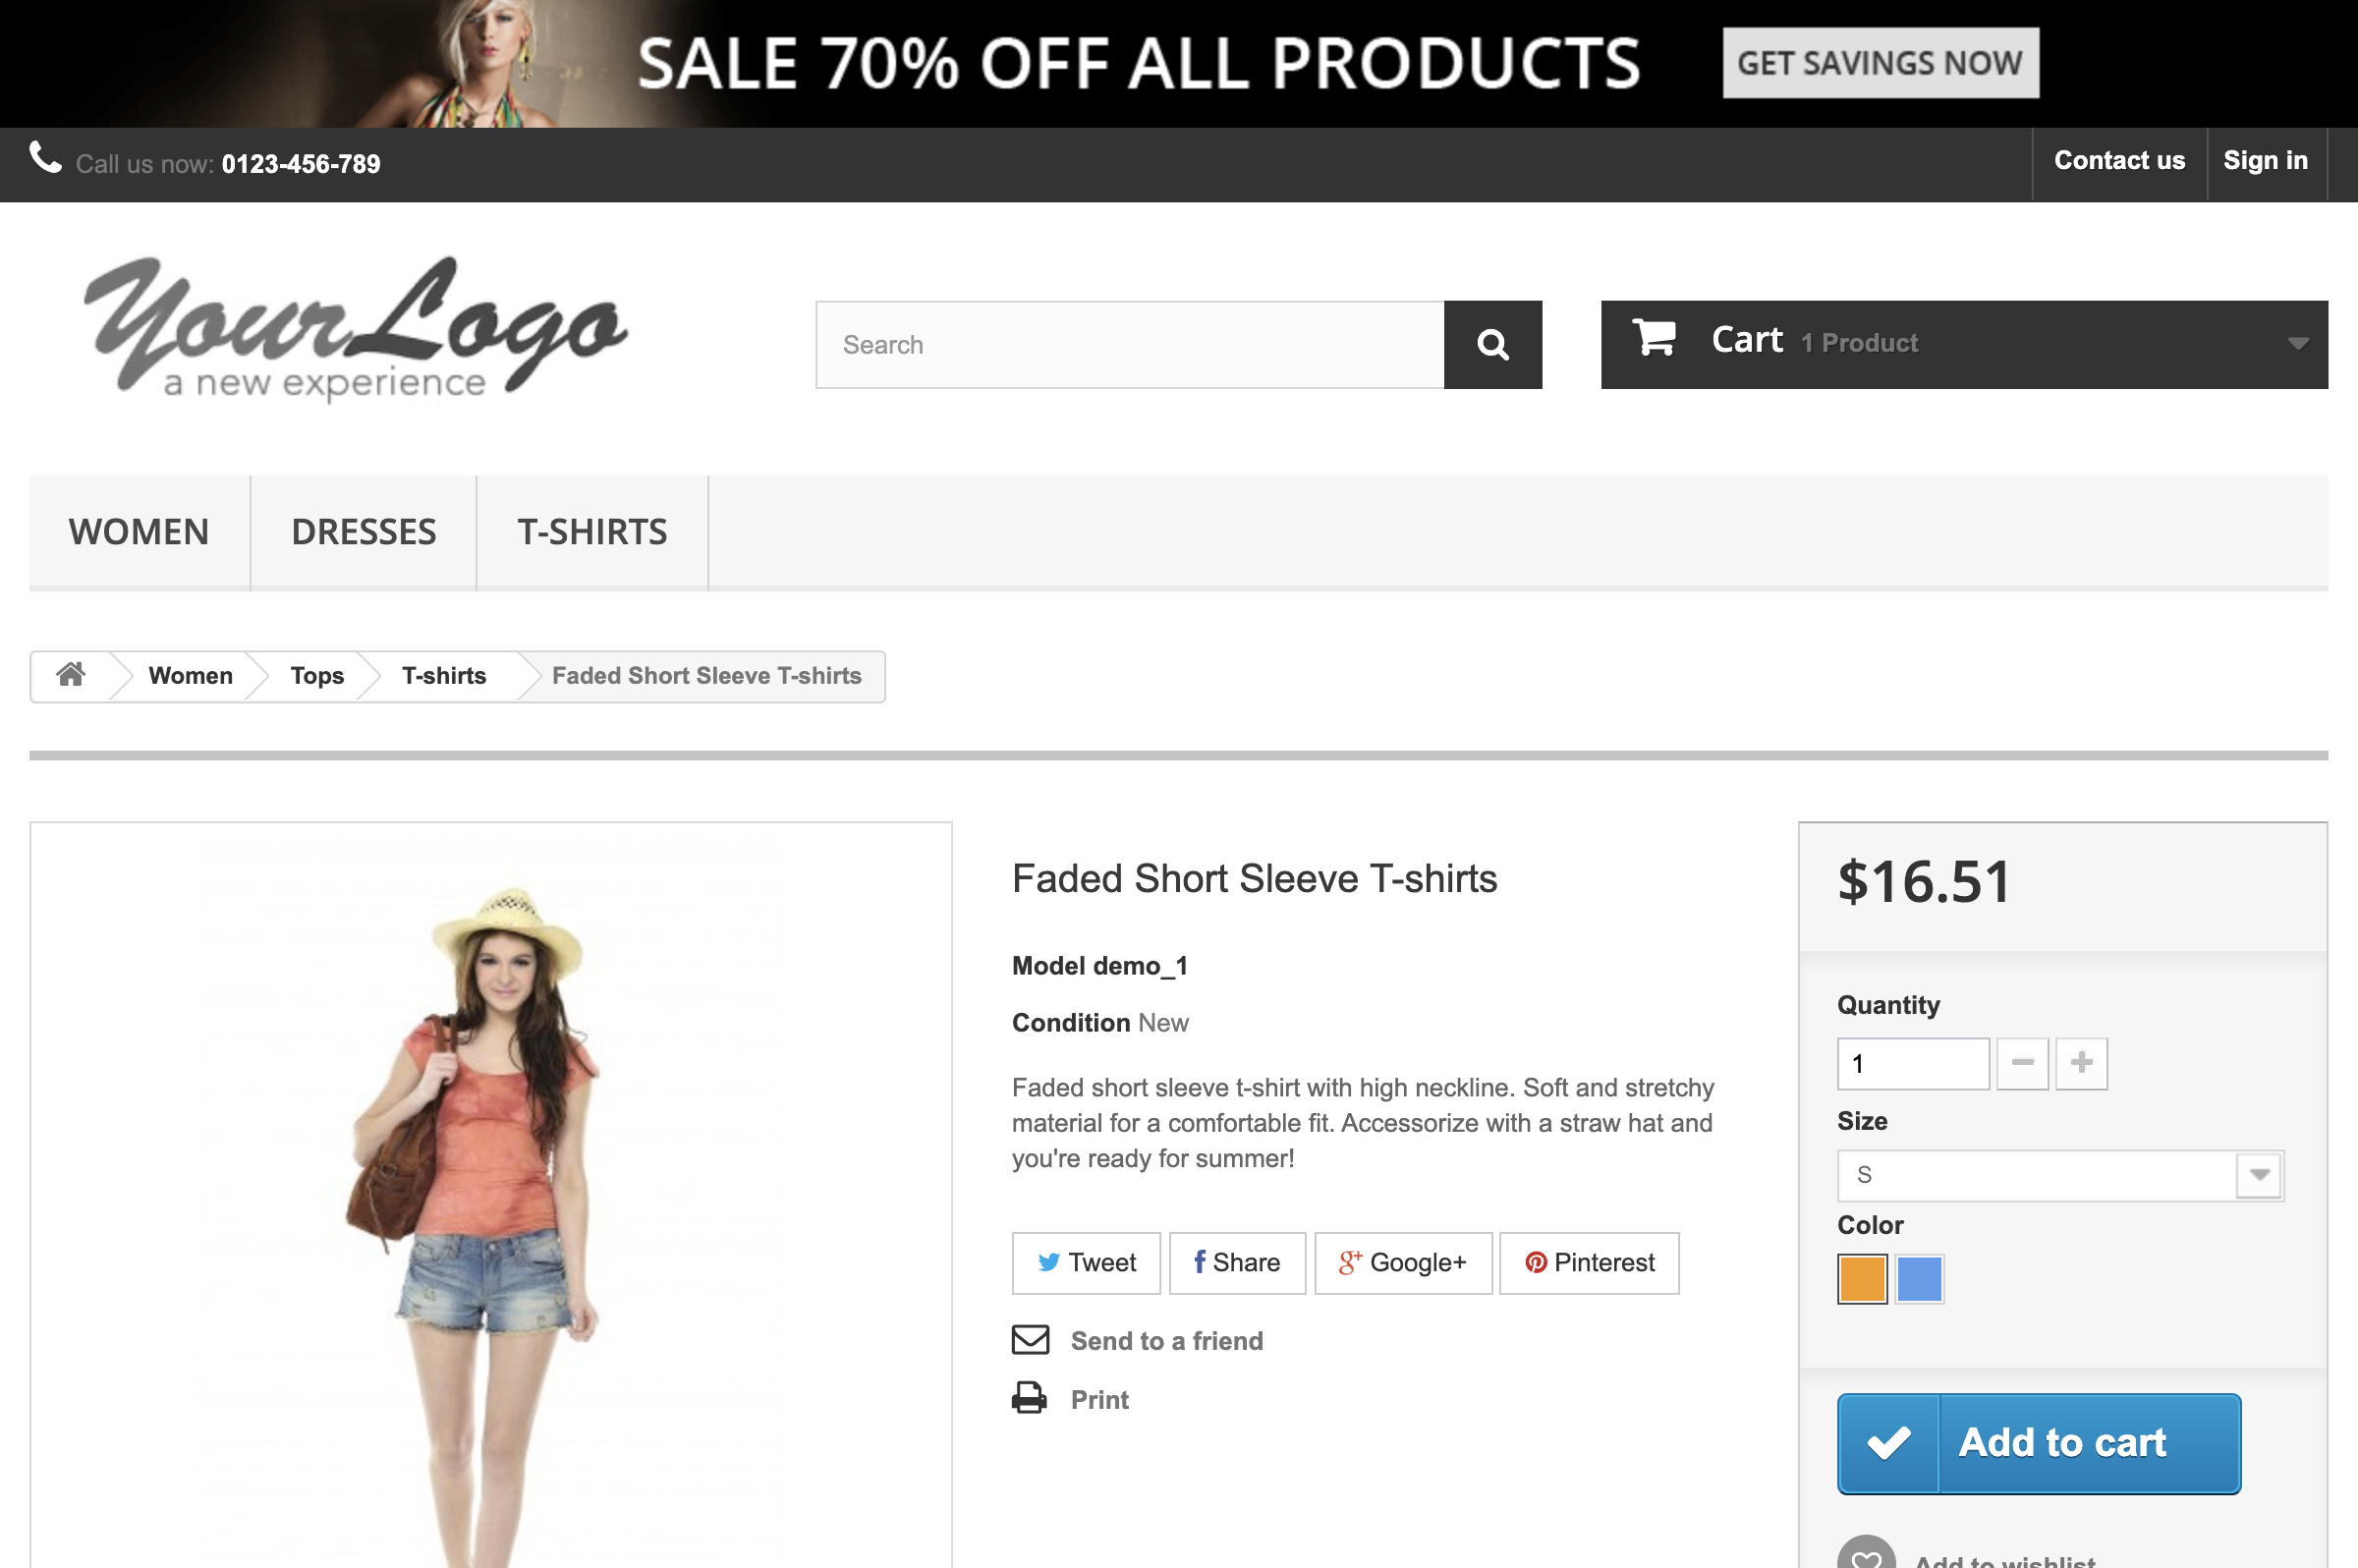 SALE 70% OFF ALL PRODUCTS
GET SAVINGS NOW
Call us now: 0123-456-789
Contact us
Sign in
YourLogo
a new experience
Search
Cart 1 Product
WOMEN
DRESSES
T-SHIRTS
Women
Tops
T-shirts
Faded Short Sleeve T-shirts
Faded Short Sleeve T-shirts
Model demo_1
Condition New
Faded short sleeve t-shirt with high neckline. Soft and stretchy
material for a comfortable fit. Accessorize with a straw hat and
you're ready for summer!
Tweet
Share
Google+
Pinterest
Send to a friend
Print
$16.51
Quantity
1
Size
S
Color
Add to cart
Add to wishlist